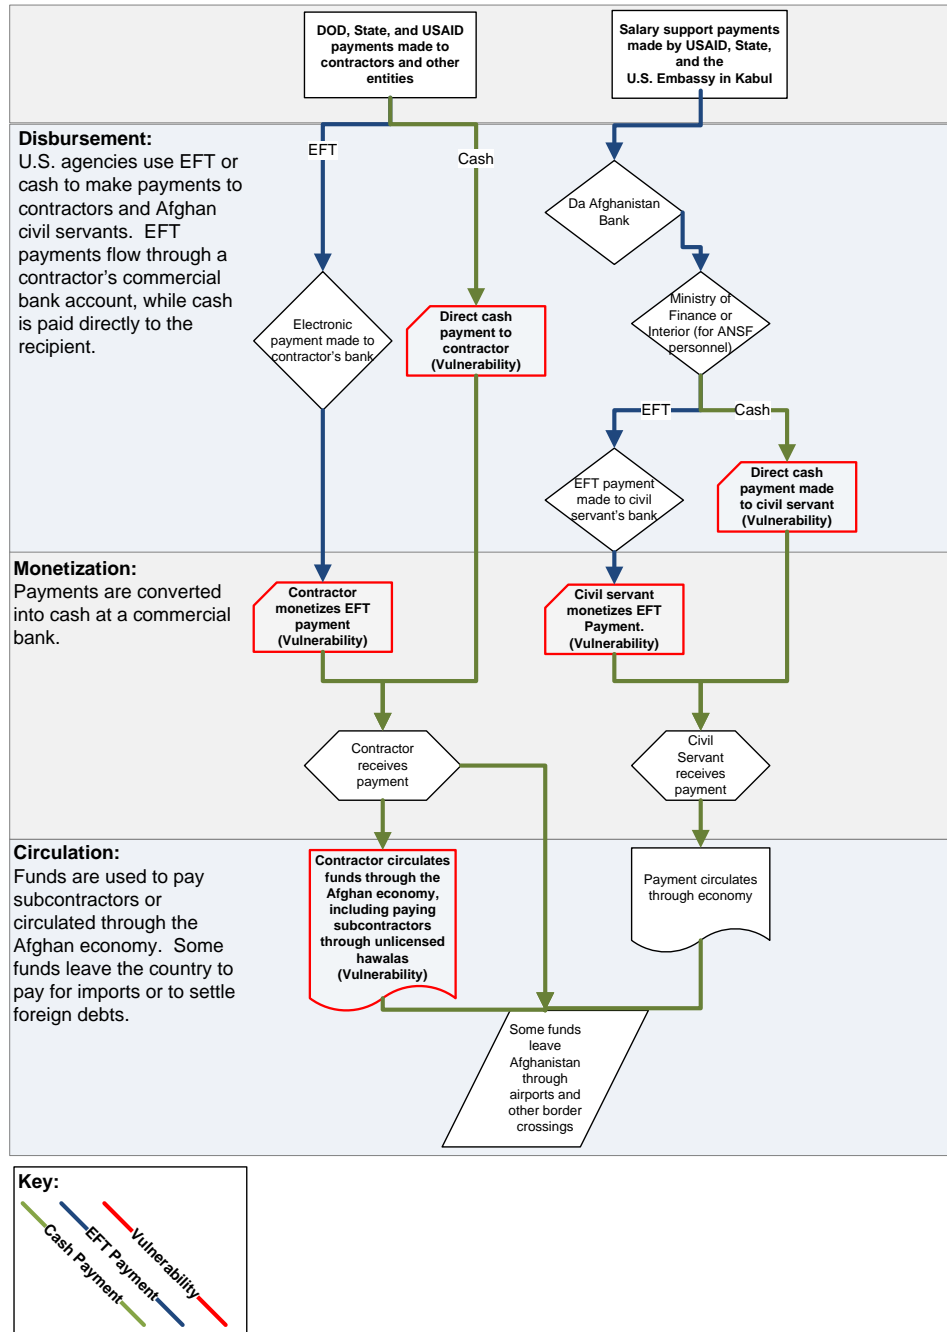 DOD, State, and USAID
payments made to
contractors and other
entities
Salary support payments
made by USAID, State,
and the
U.S. Embassy in Kabul
Disbursement:
U.S. agencies use EFT or
cash to make payments to
contractors and Afghan
civil servants.  EFT
payments flow through a
contractor’s commercial
bank account, while cash
is paid directly to the
recipient.
EFT
Cash
Da Afghanistan
Bank
Electronic
payment made to
contractor’s bank
Direct cash
payment to
contractor
(Vulnerability)
Ministry of
Finance or
Interior (for ANSF
personnel)
EFT
Cash
EFT payment
made to civil
servant’s bank
Direct cash
payment made
to civil servant
(Vulnerability)
Monetization:
Payments are converted
into cash at a commercial
bank.
Contractor
monetizes EFT
payment
(Vulnerability)
Civil servant
monetizes EFT
Payment.
(Vulnerability)
Contractor
receives
payment
Civil
Servant
receives
payment
Circulation:
Funds are used to pay
subcontractors or
circulated through the
Afghan economy.  Some
funds leave the country to
pay for imports or to settle
foreign debts.
Contractor circulates
funds through the
Afghan economy,
including paying
subcontractors
through unlicensed
hawalas
(Vulnerability)
Payment circulates
through economy
Some funds
leave
Afghanistan
through
airports and
other border
crossings
Key:
Cash Payment
EFT Payment
Vulnerability